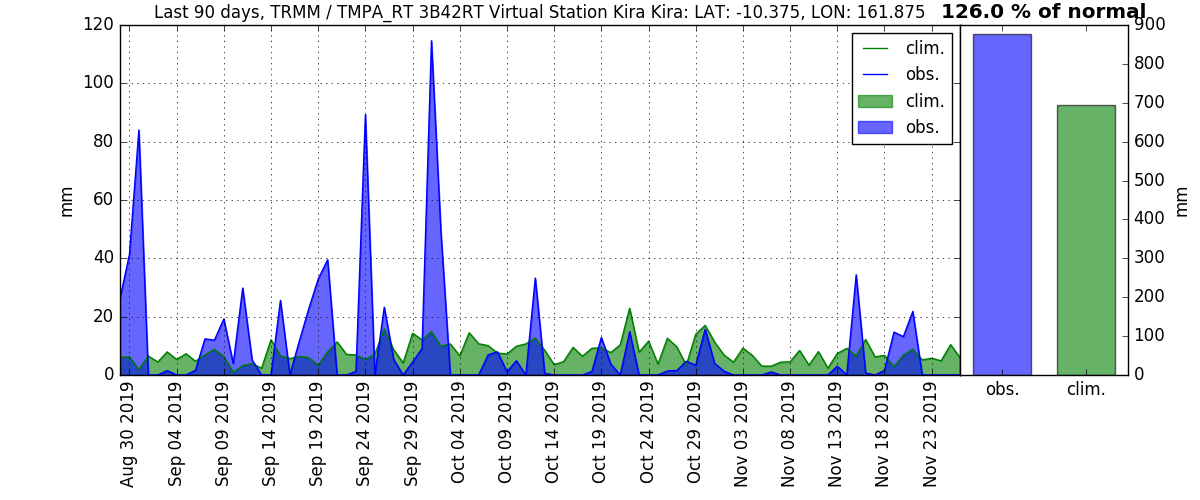 Last 90 days, TRMM / TMPA_RT 3B42RT Virtual Station Kira Kira: LAT: -10.375, LON: 161.875 126.0 % of normal
120
100
80
60
40
20
0
mm
clim.
obs.
clim.
obs.
Aug 30 2019
Sep 04 2019
Sep 09 2019
Sep 14 2019
Sep 19 2019
Sep 24 2019
Sep 29 2019
Oct 04 2019
Oct 09 2019
Oct 14 2019
Oct 19 2019
Oct 24 2019
Oct 29 2019
Nov 03 2019
Nov 08 2019
Nov 13 2019
Nov 18 2019
Nov 23 2019
900
800
700
600
500
400
300
200
100
0
mm
obs. clim.